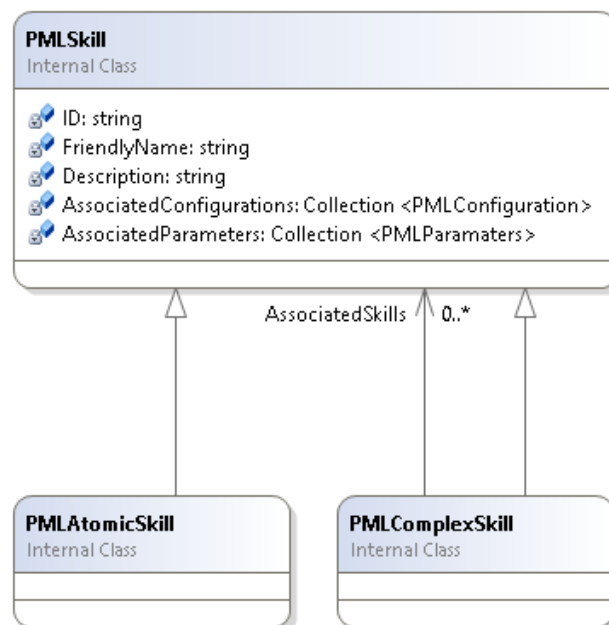 PMLSkill
Internal Class
ID: string
FriendlyName: string
Description: string
AssociatedConfigurations: Collection <PMLConfiguration>
AssociatedParameters: Collection <PMLParamaters>
AssociatedSkills 0..*
PMLAtomicSkill
Internal Class
PMLComplexSkill
Internal Class